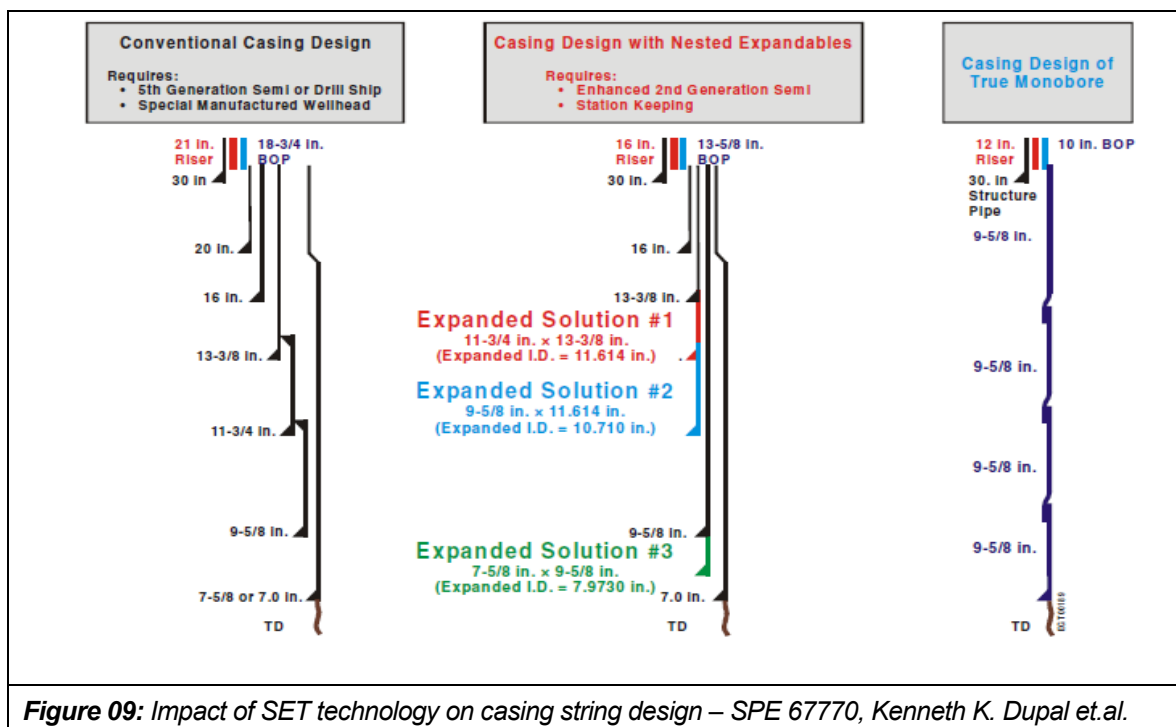 Conventional Casing Design
Requires:
• 5th Generation Semi or Drill Ship
• Special Manufactured Wellhead
21 in.
Riser
18-3/4 in.
BOP
30 in
20 in.
16 in.
13-3/8 in.
11-3/4 in.
9-5/8 in.
7-5/8 or 7.0 in.
TD
Casing Design with Nested Expandables
Requires:
• Enhanced 2nd Generation Semi
• Station Keeping
16 in.
Riser
13-5/8 in.
BOP
30 in.
16 in.
13-3/8 in.
Expanded Solution #1
11-3/4 in. × 13-3/8 in.
(Expanded I.D. = 11.614 in.)
Expanded Solution #2
9-5/8 in. × 11.614 in.
(Expanded I.D. = 10.710 in.)
9-5/8 in.
Expanded Solution #3
7-5/8 in. × 9-5/8 in.
(Expanded I.D. = 7.9730 in.)
7.0 in.
TD
Casing Design of
True Monobore
12 in.
Riser
10 in. BOP
30. in
Structure
Pipe
9-5/8 in.
9-5/8 in.
9-5/8 in.
9-5/8 in.
TD
Figure 09: Impact of SET technology on casing string design – SPE 67770, Kenneth K. Dupal et.al.